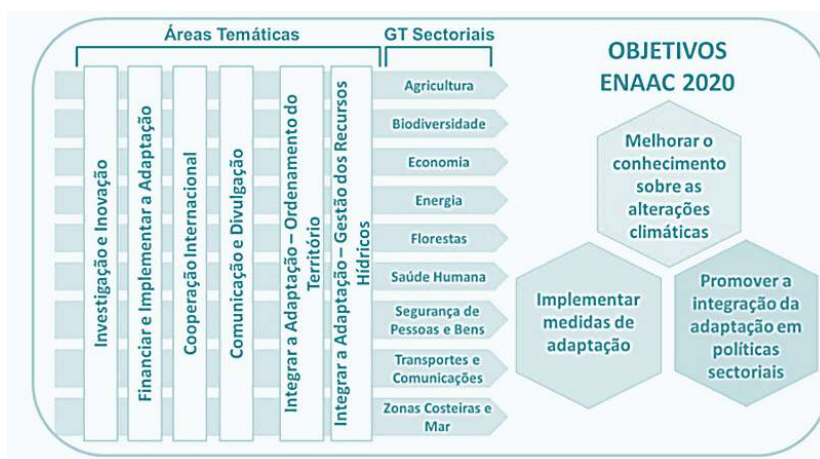 Áreas Temáticas
GT Sectoriais
Investigação e Inovação
Financiar e Implementar a Adaptação
Cooperação Internacional
Comunicação e Divulgação
Integrar a Adaptação – Ordenamento do
Território
Integrar a Adaptação – Gestão dos Recursos
Hídricos
Agricultura
Biodiversidade
Economia
Energia
Florestas
Saúde Humana
Segurança de
Pessoas e Bens
Transportes e
Comunicações
Zonas Costeiras e
Mar
OBJETIVOS
ENAAC 2020
Melhorar o
conhecimento
sobre as
alterações
climáticas
Implementar
medidas de
adaptação
Promover a
integração da
adaptação em
políticas
sectoriais